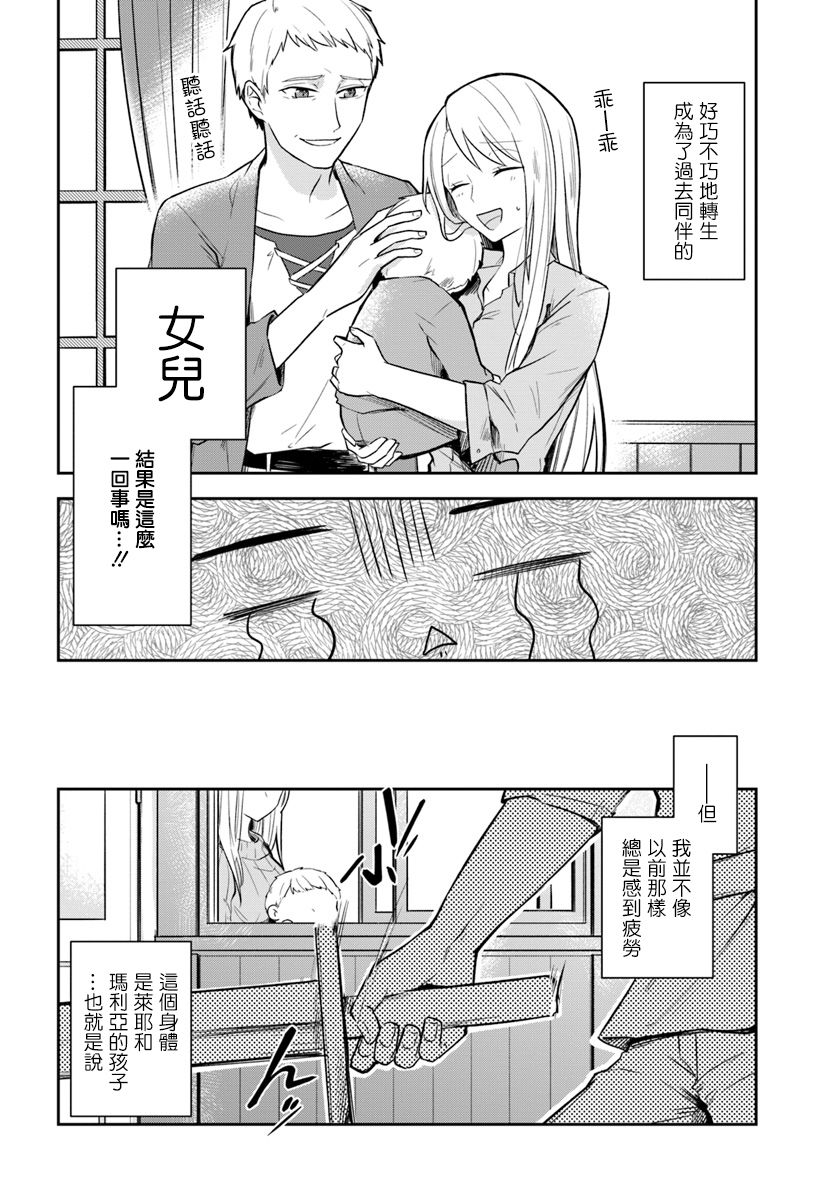 好巧不巧地轉生
成為了過去同伴的
乖—乖
聽話聽話
女兒
結果是這麼
一回事嗎…!!
——但
我並不像
以前那樣
總是感到疲勞
ぶん
這個身體
是萊耶和
瑪利亞的孩子
…也就是說